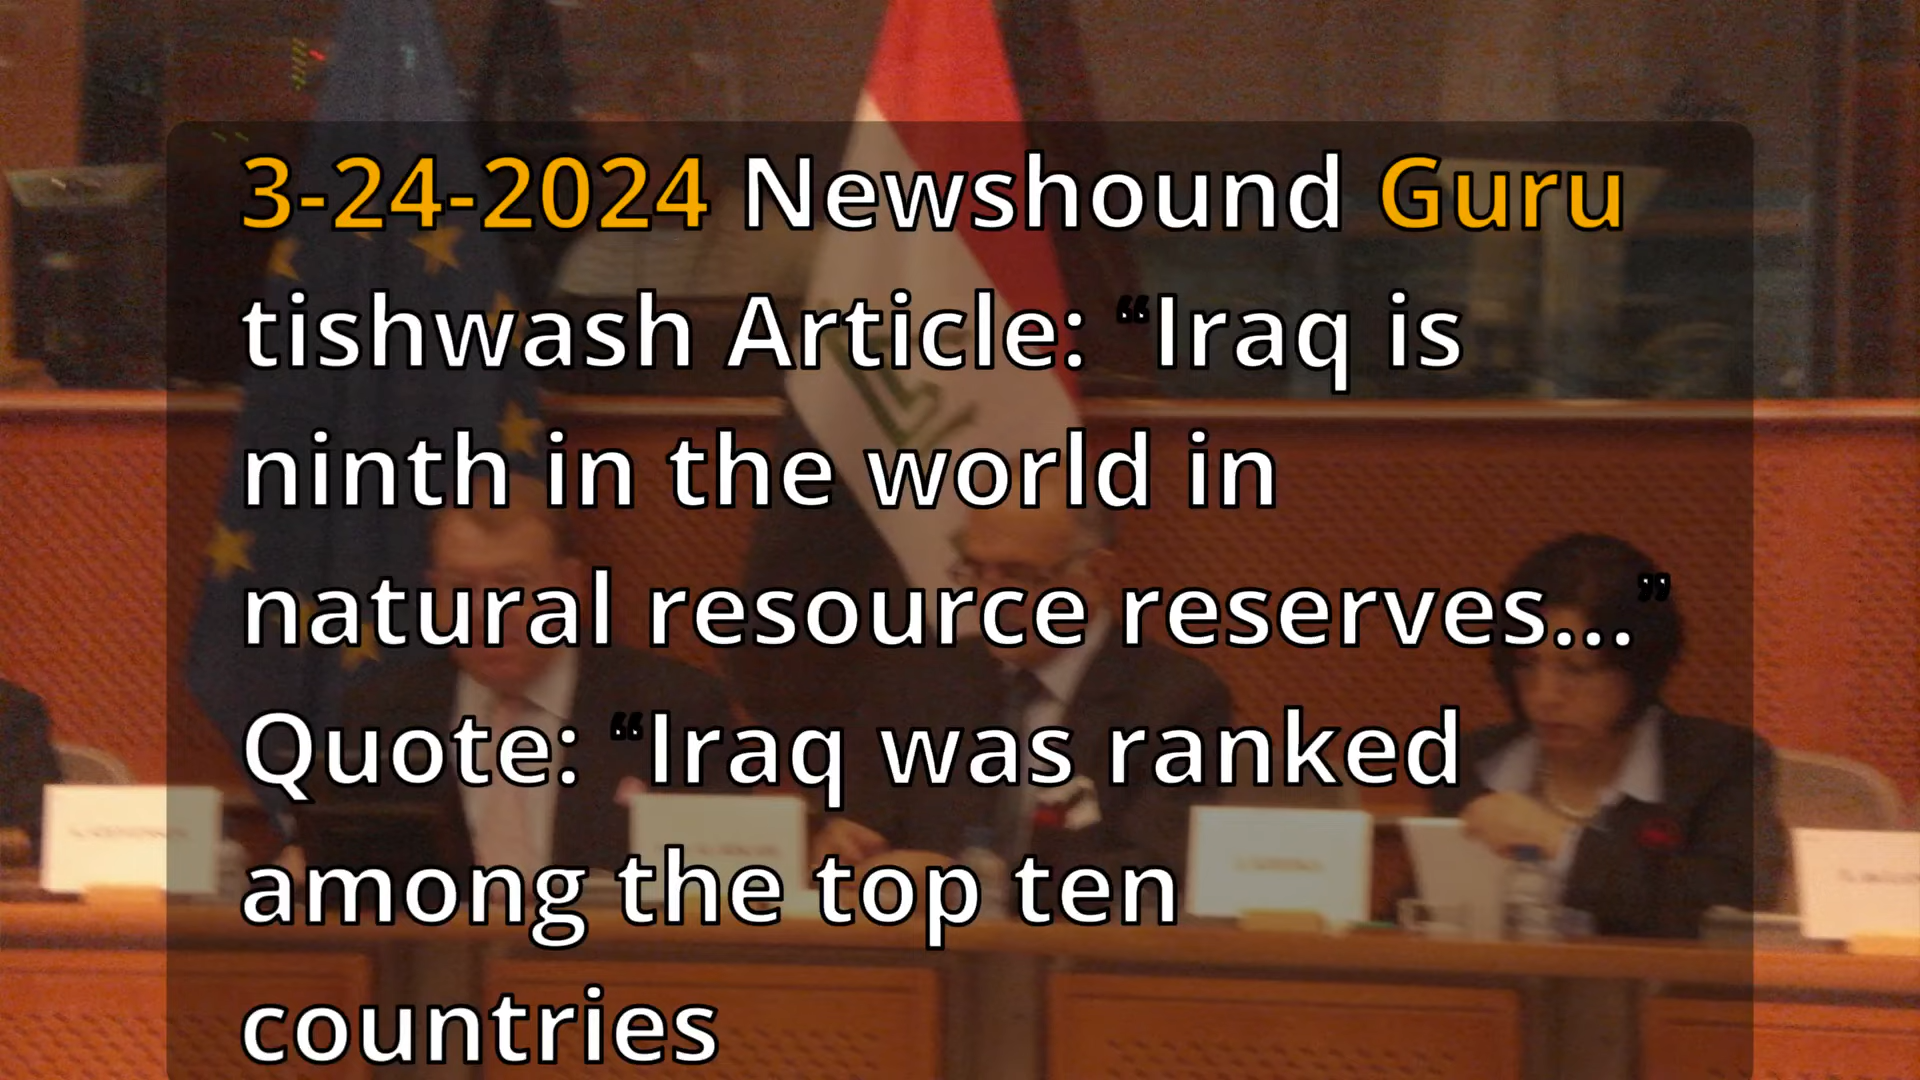 3-24-2024 Newshound Guru
tishwash Article: “Iraq is
ninth in the world in
natural resource reserves...”
Quote: “Iraq was ranked
among the top ten
countries